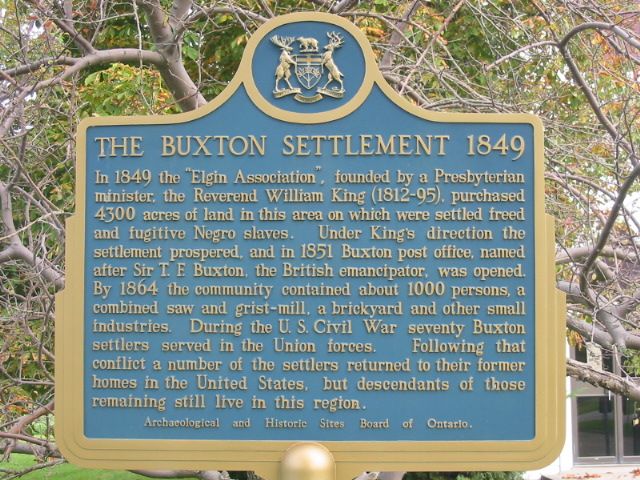 THE BUXTON SETTLEMENT 1849
In 1849 the "Elgin Association", founded by a Presbyterian
minister, the Reverend William King (1812-95), purchased
4300 acres of land in this area on which were settled freed
and fugitive Negro slaves. Under King's direction the
settlement prospered, and in 1851 Buxton post office, named
after Sir T. F. Buxton, the British emancipator, was opened.
By 1864 the community contained about 1000 persons, a
combined saw and grist-mill, a brickyard and other small
industries. During the U. S. Civil War seventy Buxton
settlers served in the Union forces. Following that
conflict a number of the settlers returned to their former
homes in the United States, but descendants of those
remaining still live in this region.
Archaeological and Historic Sites Board of Ontario.